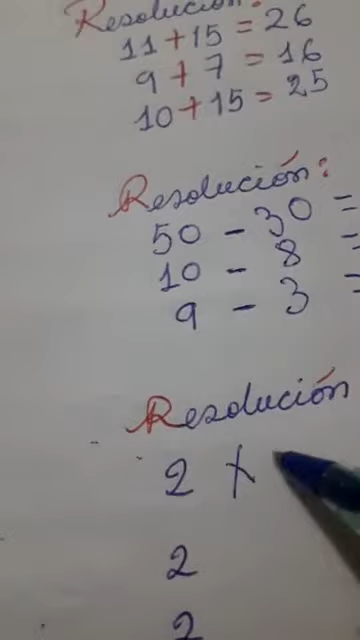 Resolución:
11 + 15 = 26
9 + 7 = 16
10 + 15 = 25
Resolución:
50 - 30 =
10 - 8 =
9 - 3 =
Resolución
2 X
2
2